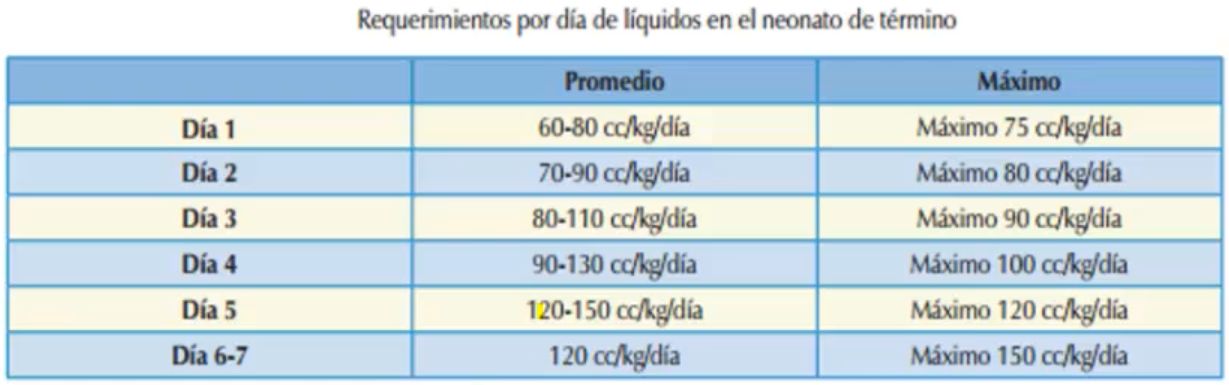 Requerimientos por día de líquidos en el neonato de término
Promedio Máximo
Día 1 60-80 cc/kg/día Máximo 75 cc/kg/día
Día 2 70-90 cc/kg/día Máximo 80 cc/kg/día
Día 3 80-110 cc/kg/día Máximo 90 cc/kg/día
Día 4 90-130 cc/kg/día Máximo 100 cc/kg/día
Día 5 120-150 cc/kg/día Máximo 120 cc/kg/día
Día 6-7 120 cc/kg/día Máximo 150 cc/kg/día